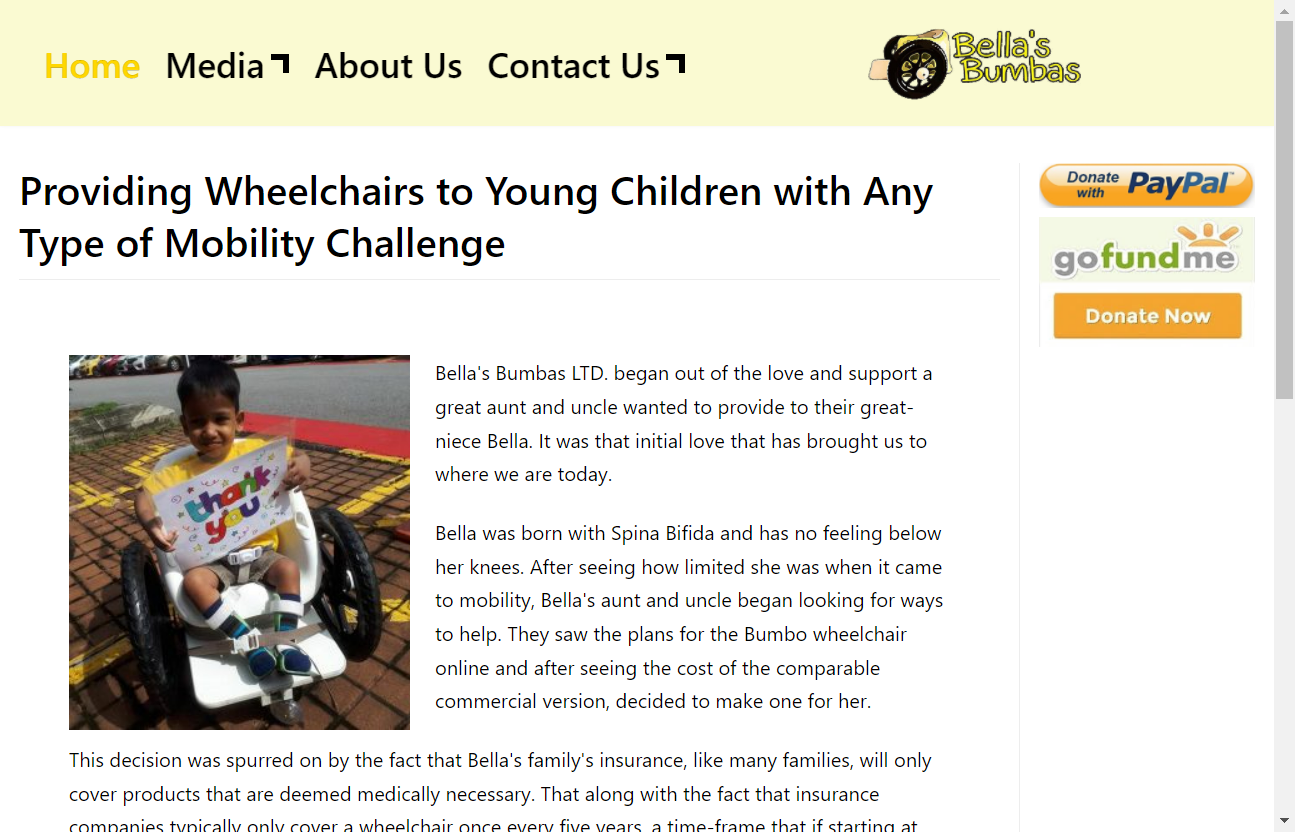 Home Media About Us Contact Us
Bella's
Bumbas
Providing Wheelchairs to Young Children with Any
Type of Mobility Challenge
Donate
with PayPal™
gofundme
Donate Now
thank
you
Bella's Bumbas LTD. began out of the love and support a
great aunt and uncle wanted to provide to their great-
niece Bella. It was that initial love that has brought us to
where we are today.
Bella was born with Spina Bifida and has no feeling below
her knees. After seeing how limited she was when it came
to mobility, Bella's aunt and uncle began looking for ways
to help. They saw the plans for the Bumbo wheelchair
online and after seeing the cost of the comparable
commercial version, decided to make one for her.
This decision was spurred on by the fact that Bella's family's insurance, like many families, will only
cover products that are deemed medically necessary. That along with the fact that insurance
companies typically only cover a wheelchair once every five years, a time-frame that if starting at